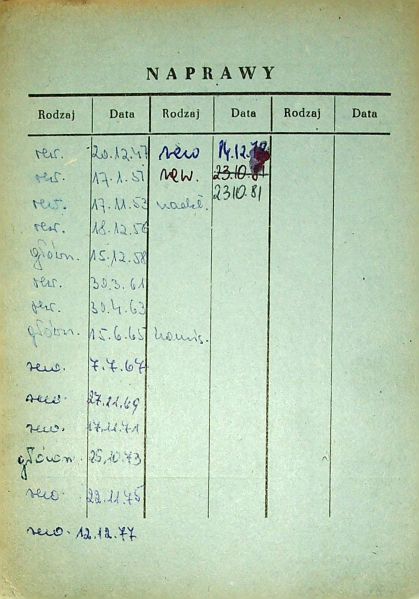 NAPRAWY
Rodzaj Data Rodzaj Data Rodzaj Data
rew. 20.12.47 rew 14.12.79
rew. 17.1.51 rew. 23.10.81
rew. 17.11.53 nadzł. 23 10.81
rew. 18.12.56
główn. 15.12.58
rew. 30.3.61
rew. 30.4.63
główn. 15.6.65 komis.
rew. 7.7.67
rew. 27.11.69
rew. 17.11.71
główn. 25.10.73
rew. 22.11.75
rew. 12.12.77